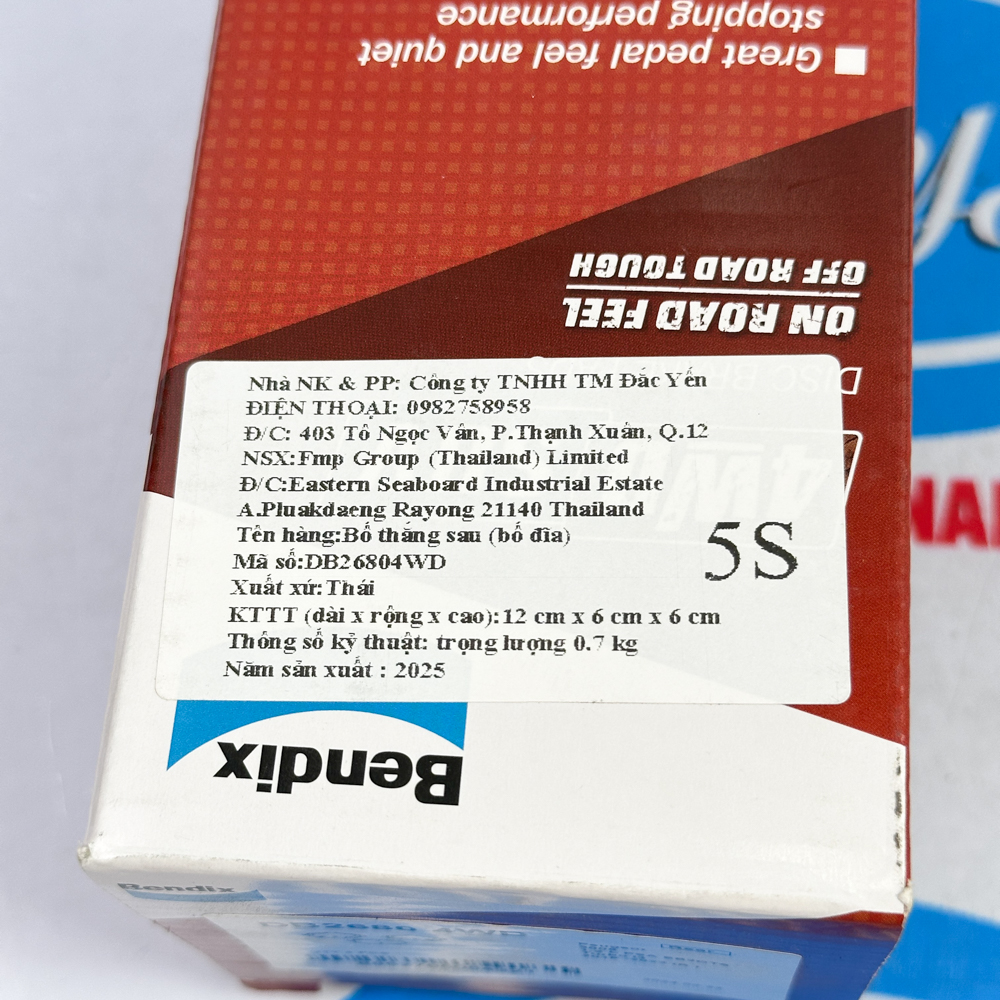 ■ Great pedal feel and quiet
stopping performance
ON ROAD FEEL
OFF ROAD TOUGH
Nhà NK & PP: Công ty TNHH TM Đắc Yến
ĐIỆN THOẠI: 0982758958
Đ/C: 403 Tô Ngọc Vân, P.Thạnh Xuân, Q.12
NSX:Fmp Group (Thailand) Limited
Đ/C:Eastern Seaboard Industrial Estate
A.Pluakdaeng Rayong 21140 Thailand
Tên hàng:Bố thắng sau (bố đĩa)
Mã số:DB26804WD
Xuất xứ:Thái
KTTT (dài x rộng x cao):12 cm x 6 cm x 6 cm
Thông số kỹ thuật: trọng lượng 0.7 kg
Năm sản xuất : 2025
5S
Bendix
Bendix
DB2680 4WD